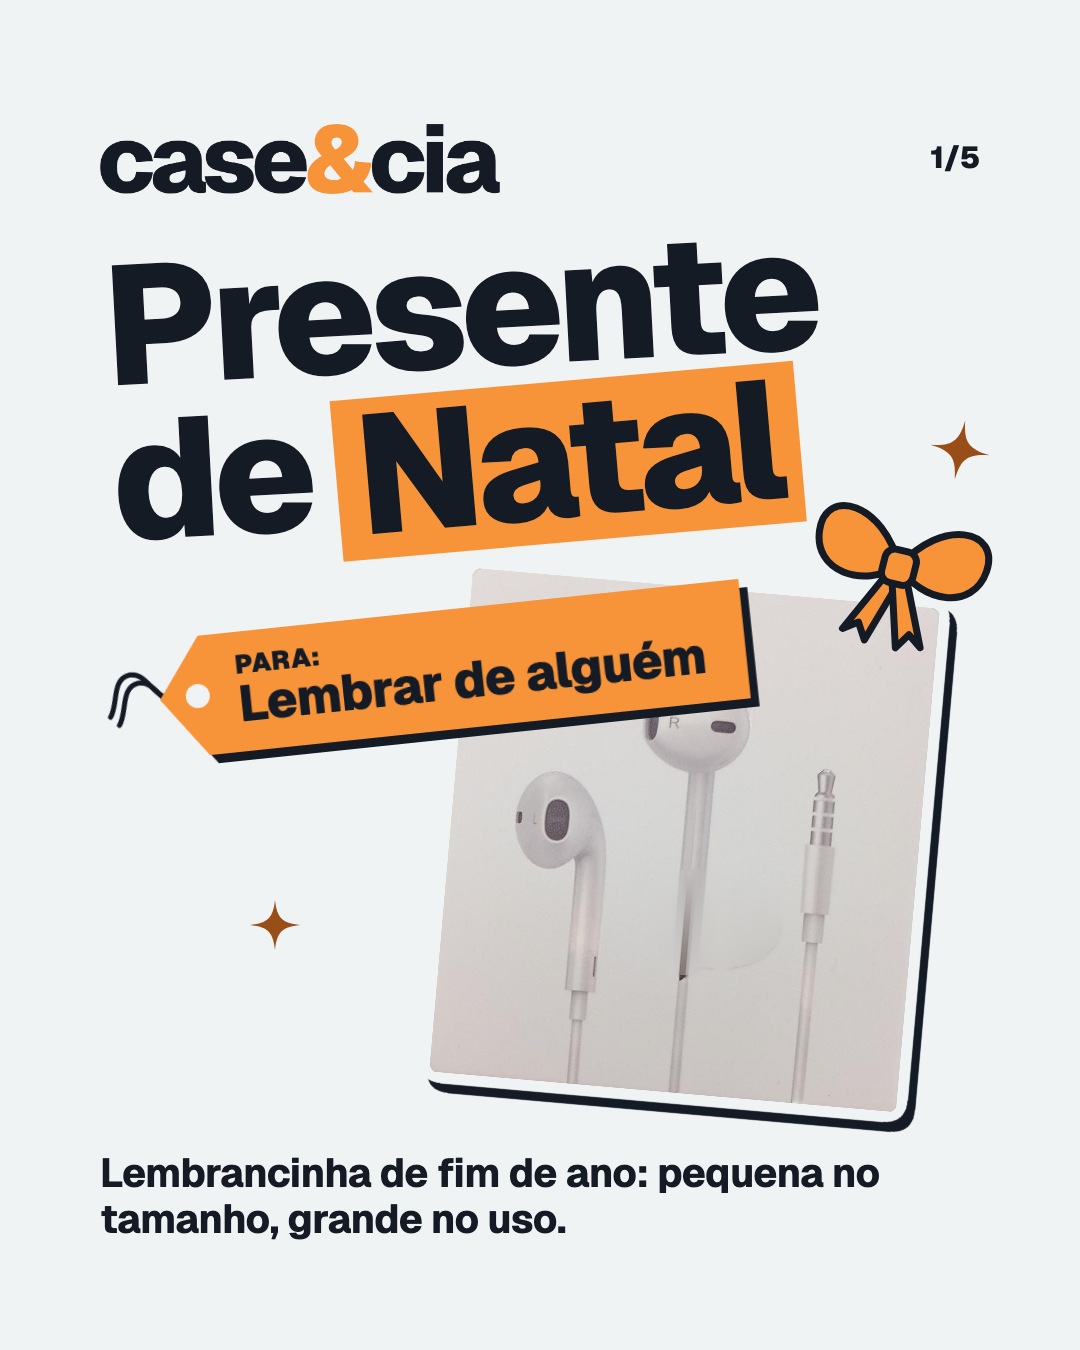 case&cia
1/5
Presente
de Natal
PARA:
Lembrar de alguém
R
L
Lembrancinha de fim de ano: pequena no
tamanho, grande no uso.